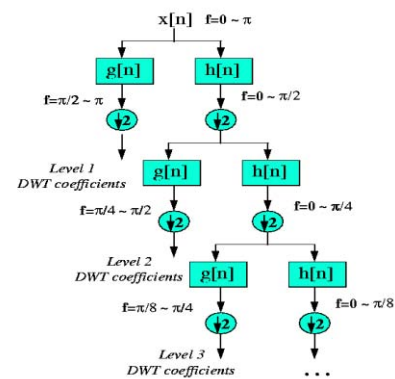 x[n] f=0 ~ π
g[n] h[n]
f=π/2 ~ π f=0 ~ π/2
↓2 ↓2
Level 1
DWT coefficients
g[n] h[n]
f=π/4 ~ π/2 f=0 ~ π/4
↓2 ↓2
Level 2
DWT coefficients
g[n] h[n]
f=π/8 ~ π/4 f=0 ~ π/8
↓2 ↓2
Level 3
DWT coefficients
...